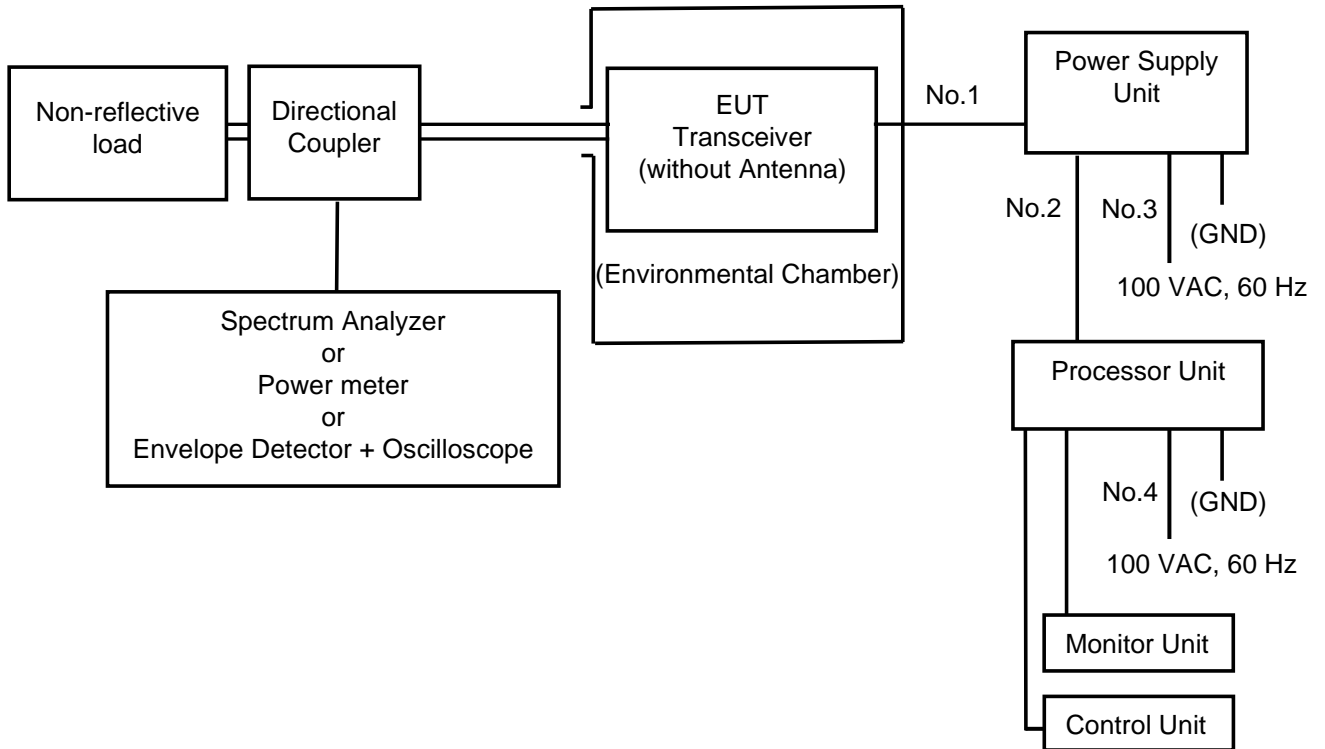 Non-reflective
load
Directional
Coupler
EUT
Transceiver
(without Antenna)
(Environmental Chamber)
No.1
Power Supply
Unit
No.2
No.3
(GND)
100 VAC, 60 Hz
Spectrum Analyzer
or
Power meter
or
Envelope Detector + Oscilloscope
Processor Unit
No.4
(GND)
100 VAC, 60 Hz
Monitor Unit
Control Unit